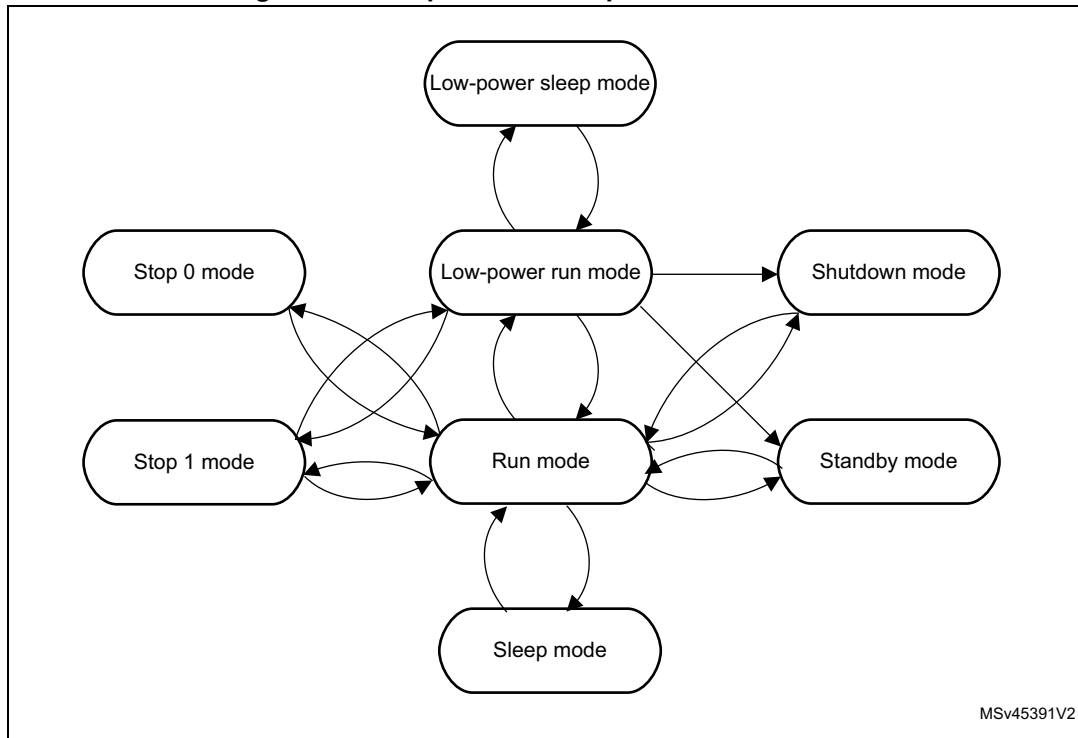 Low-power sleep mode
Stop 0 mode
Low-power run mode
Shutdown mode
Stop 1 mode
Run mode
Standby mode
Sleep mode
MSv45391V2